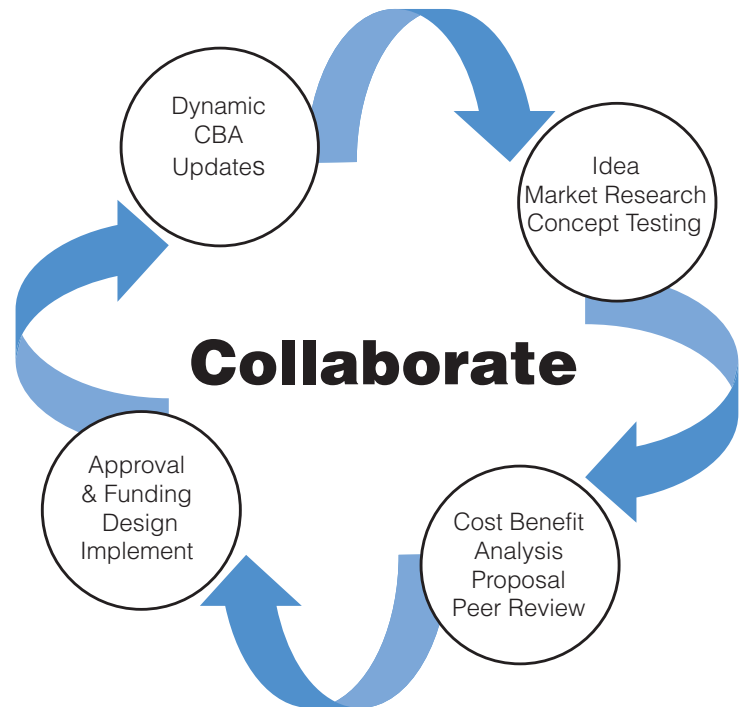 Dynamic
CBA
Updates
Idea
Market Research
Concept Testing
Collaborate
Approval
& Funding
Design
Implement
Cost Benefit
Analysis
Proposal
Peer Review